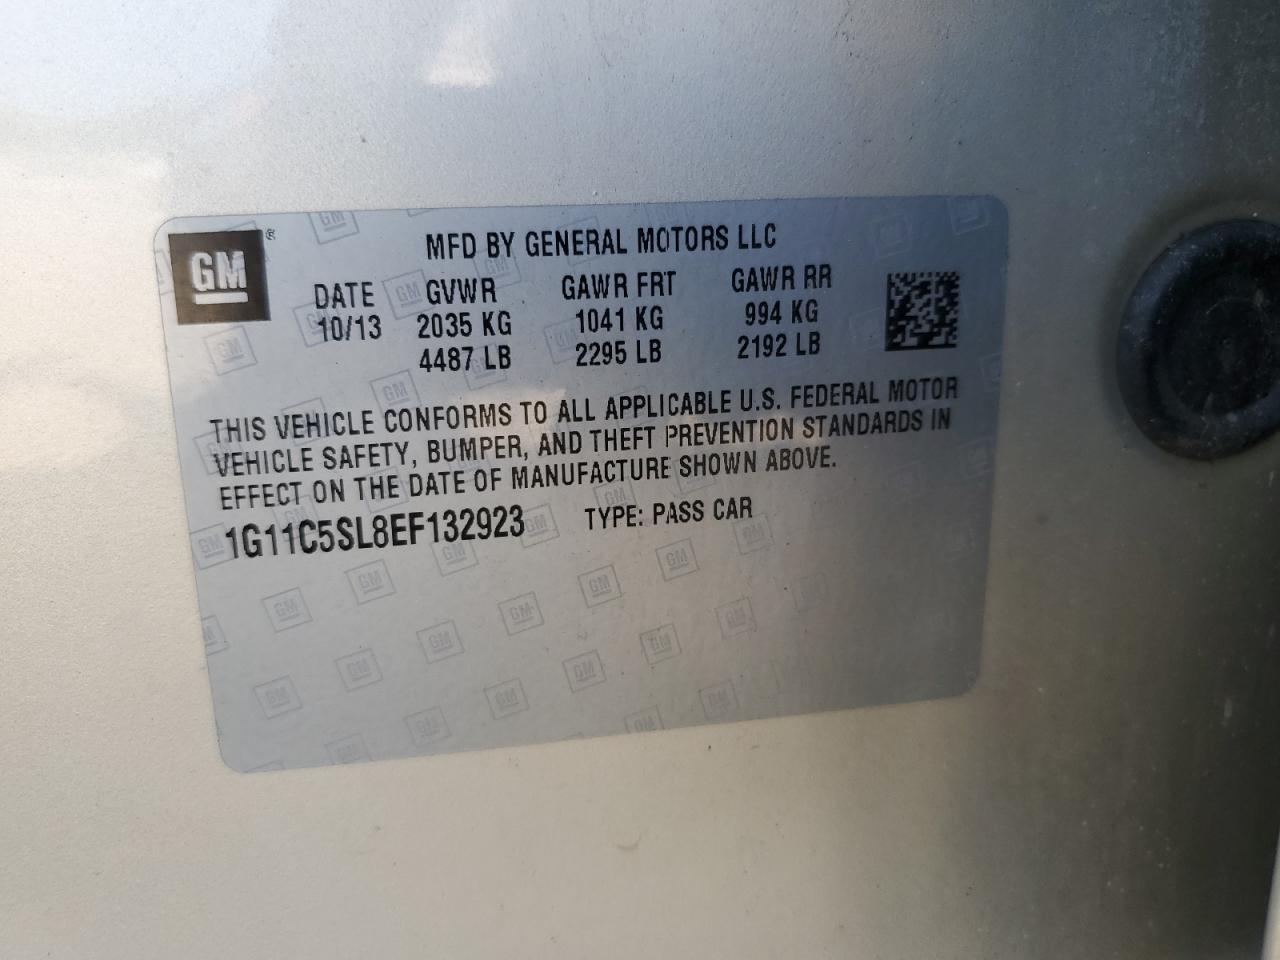 GM ®
MFD BY GENERAL MOTORS LLC
DATE GVWR GAWR FRT GAWR RR
10/13 2035 KG 1041 KG 994 KG
4487 LB 2295 LB 2192 LB
THIS VEHICLE CONFORMS TO ALL APPLICABLE U.S. FEDERAL MOTOR
VEHICLE SAFETY, BUMPER, AND THEFT PREVENTION STANDARDS IN
EFFECT ON THE DATE OF MANUFACTURE SHOWN ABOVE.
1G11C5SL8EF132923 TYPE: PASS CAR